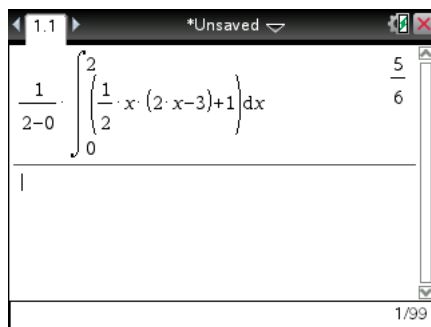 1.1 *Unsaved
1/(2-0) · ∫₀² (1/2 · x · (2 · x-3)+1)dx 5/6
1/99